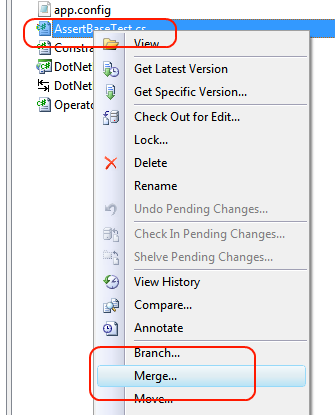 app.config
AssertBaseTest.cs
View
Constra
Get Latest Version
DotNet
Get Specific Version...
DotNet
Operato
Check Out for Edit...
Lock...
Delete
Rename
Undo Pending Changes...
Check In Pending Changes...
Shelve Pending Changes...
View History
Compare...
Annotate
Branch...
Merge...
Move...